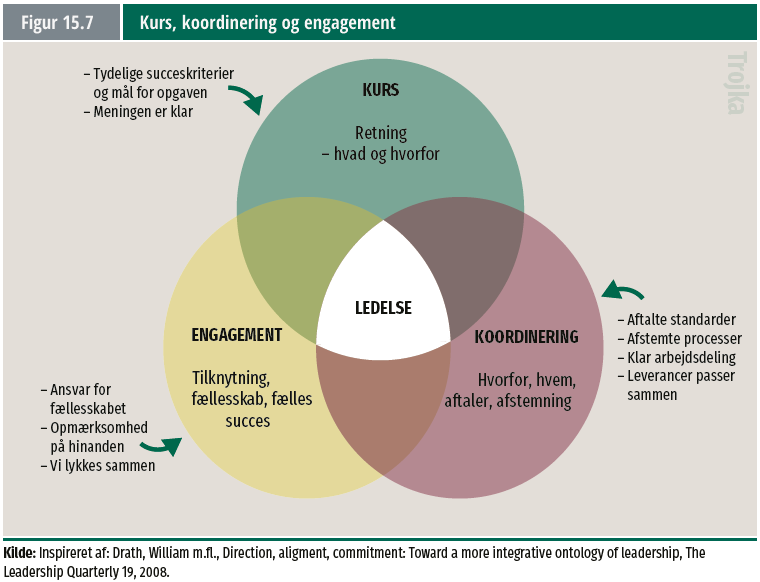 Figur 15.7
Kurs, koordinering og engagement
Trojka
– Tydelige succeskriterier
og mål for opgaven
– Meningen er klar
KURS
Retning
– hvad og hvorfor
LEDELSE
ENGAGEMENT
Tilknytning,
fællesskab, fælles
succes
KOORDINERING
Hvorfor, hvem,
aftaler, afstemning
– Aftalte standarder
– Afstemte processer
– Klar arbejdsdeling
– Leverancer passer
sammen
– Ansvar for
fællesskabet
– Opmærksomhed
på hinanden
– Vi lykkes sammen
Kilde: Inspireret af: Drath, William m.fl., Direction, aligment, commitment: Toward a more integrative ontology of leadership, The
Leadership Quarterly 19, 2008.